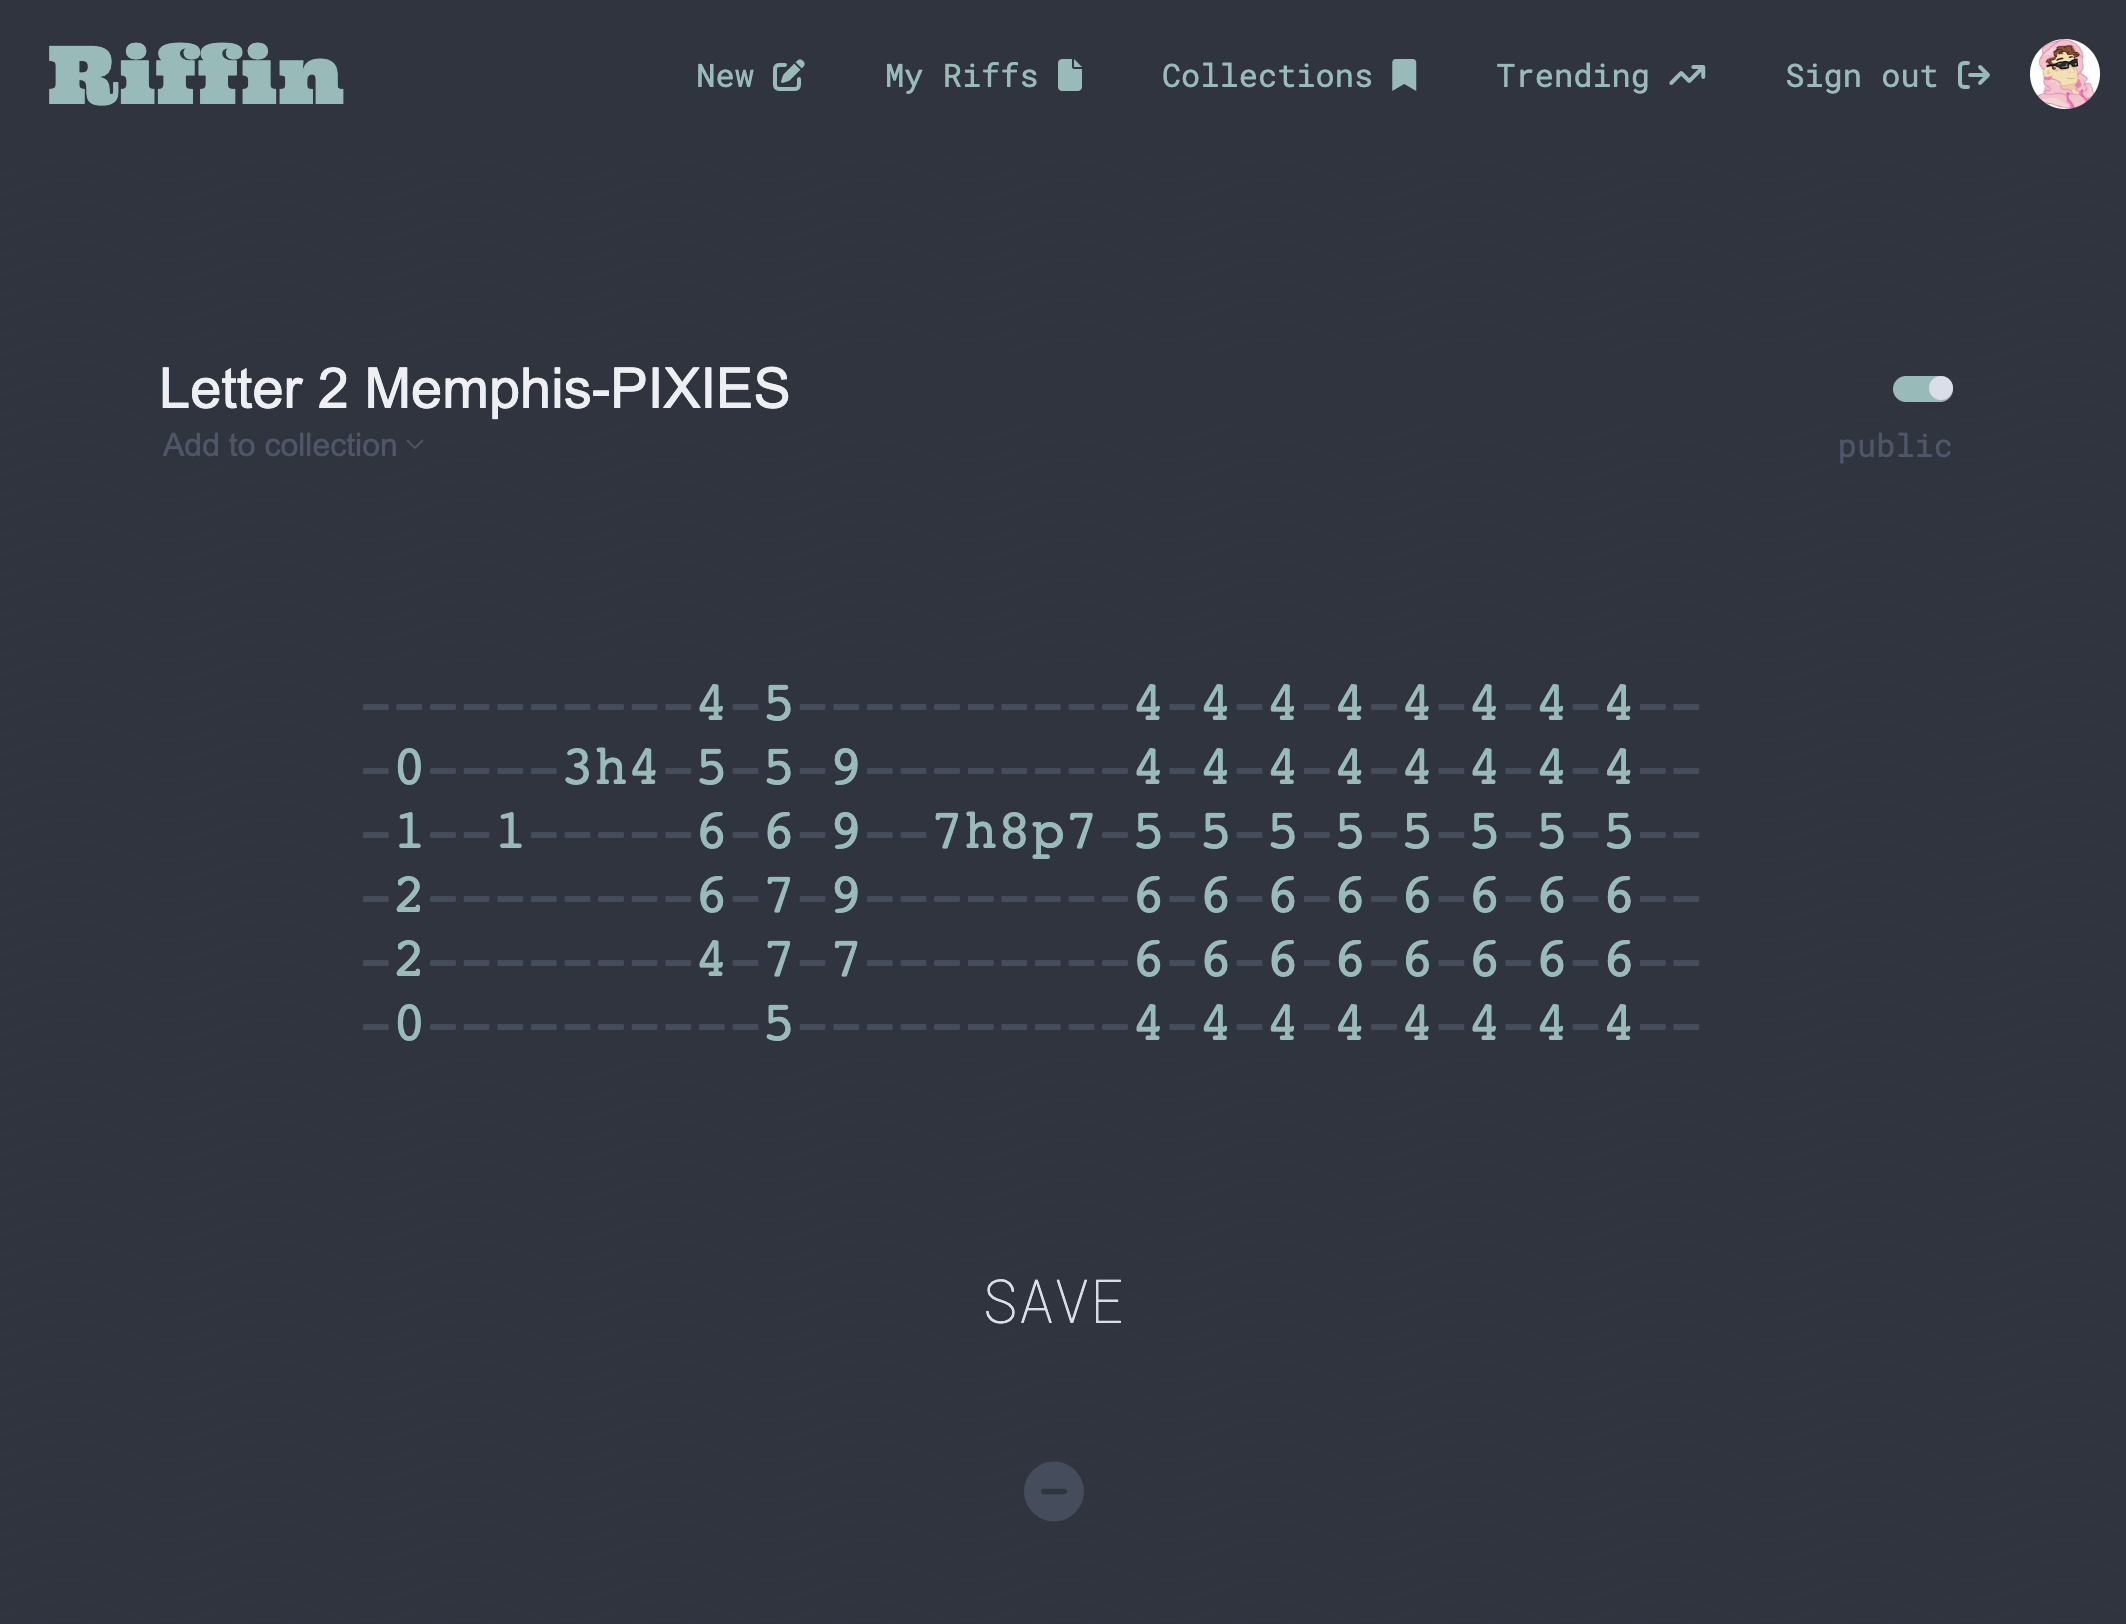 Riffin
New My Riffs Collections Trending Sign out
Letter 2 Memphis-PIXIES
Add to collection
public
----------4-5----------4-4-4-4-4-4-4-4--
-0----3h4-5-5-9--------4-4-4-4-4-4-4-4--
-1--1-----6-6-9--7h8p7-5-5-5-5-5-5-5-5--
-2--------6-7-9--------6-6-6-6-6-6-6-6--
-2--------4-7-7--------6-6-6-6-6-6-6-6--
-0----------5----------4-4-4-4-4-4-4-4--
SAVE